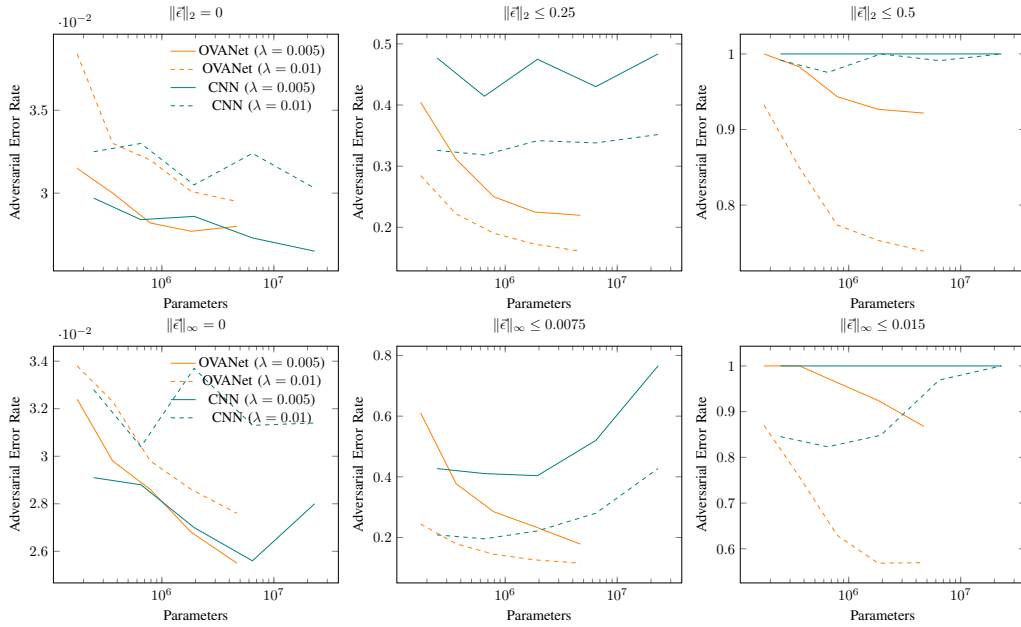 ‖ϵ⃗‖₂ = 0
·10⁻²
3.5
3
Adversarial Error Rate
OVANet (λ = 0.005)
OVANet (λ = 0.01)
CNN (λ = 0.005)
CNN (λ = 0.01)
10⁶ 10⁷
Parameters
‖ϵ⃗‖₂ ≤ 0.25
0.5
0.4
0.3
0.2
Adversarial Error Rate
10⁶ 10⁷
Parameters
‖ϵ⃗‖₂ ≤ 0.5
1
0.9
0.8
Adversarial Error Rate
10⁶ 10⁷
Parameters
‖ϵ⃗‖∞ = 0
·10⁻²
3.4
3.2
3
2.8
2.6
Adversarial Error Rate
OVANet (λ = 0.005)
OVANet (λ = 0.01)
CNN (λ = 0.005)
CNN (λ = 0.01)
10⁶ 10⁷
Parameters
‖ϵ⃗‖∞ ≤ 0.0075
0.8
0.6
0.4
0.2
Adversarial Error Rate
10⁶ 10⁷
Parameters
‖ϵ⃗‖∞ ≤ 0.015
1
0.9
0.8
0.7
0.6
Adversarial Error Rate
10⁶ 10⁷
Parameters